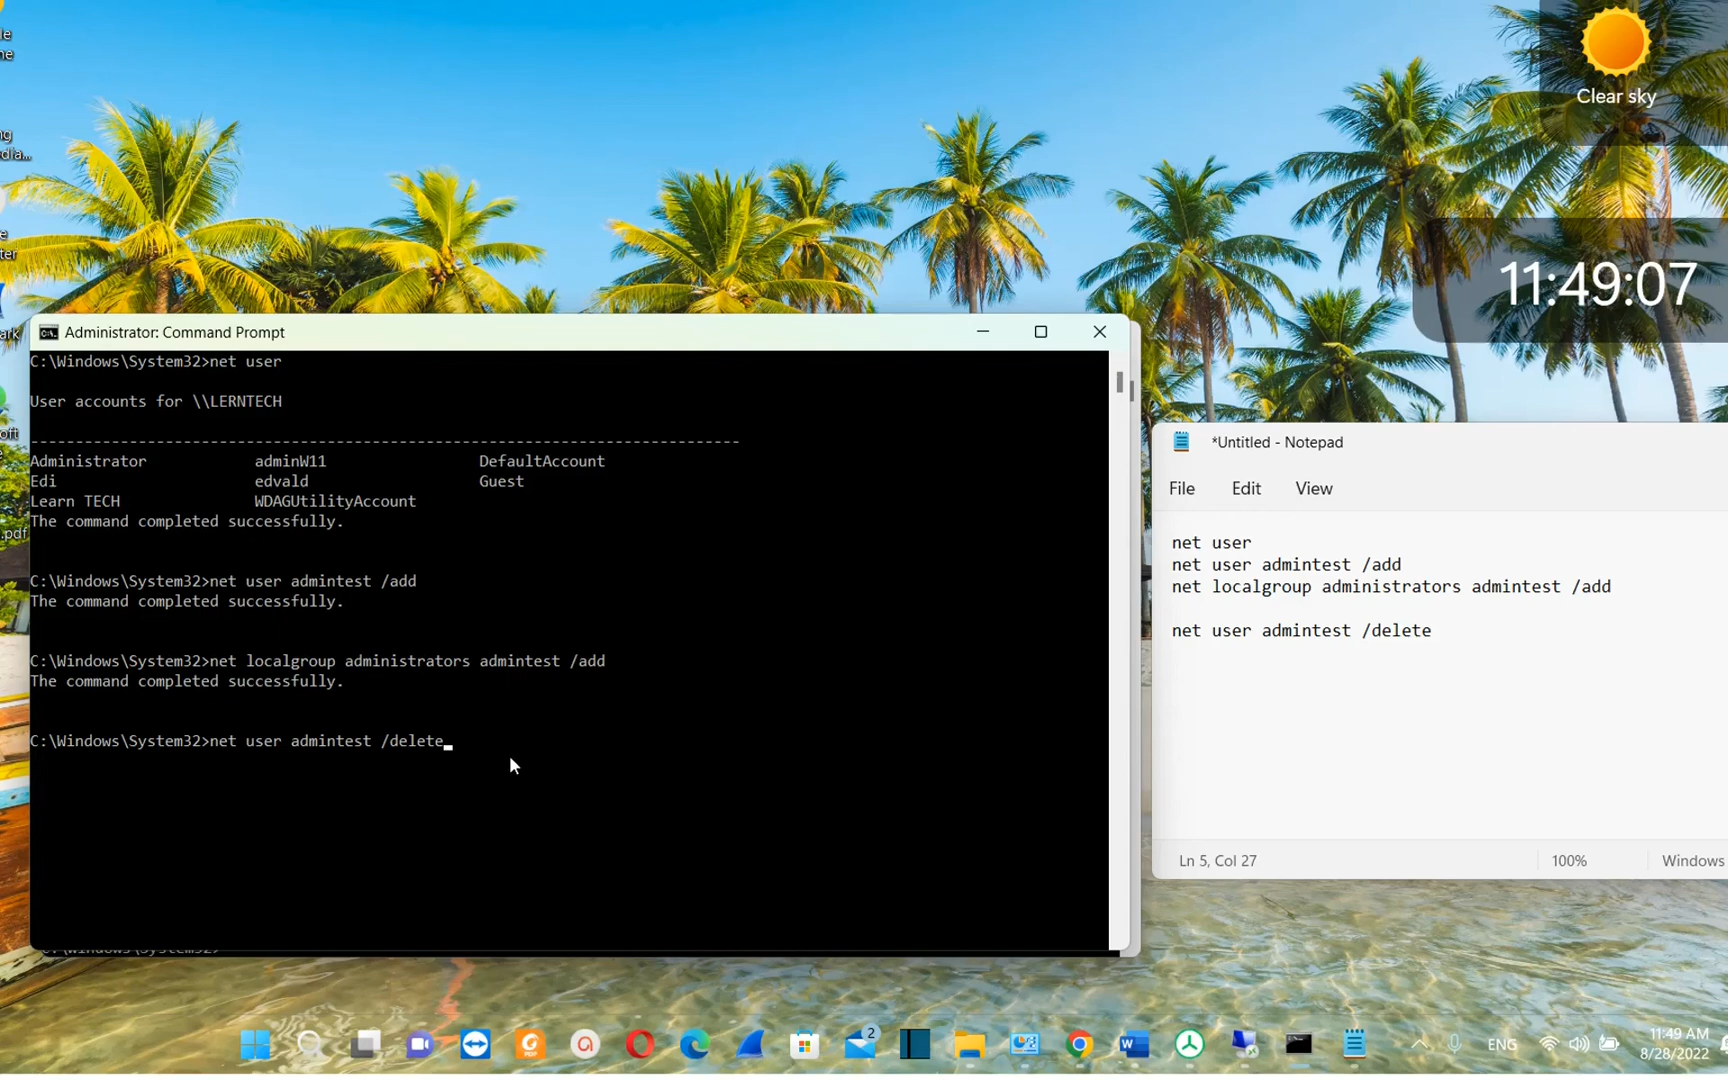 Clear sky
11:49:07
Administrator: Command Prompt
C:\Windows\System32>net user
User accounts for \\LERNTECH
-------------------------------------------------------------------------------
Administrator adminW11 DefaultAccount
Edi edvald Guest
Learn TECH WDAGUtilityAccount
The command completed successfully.
C:\Windows\System32>net user admintest /add
The command completed successfully.
C:\Windows\System32>net localgroup administrators admintest /add
The command completed successfully.
C:\Windows\System32>net user admintest /delete
*Untitled - Notepad
File Edit View
net user
net user admintest /add
net localgroup administrators admintest /add
net user admintest /delete
Ln 5, Col 27 100% Windows
2
ENG
11:49 AM
8/28/2022
.pdf